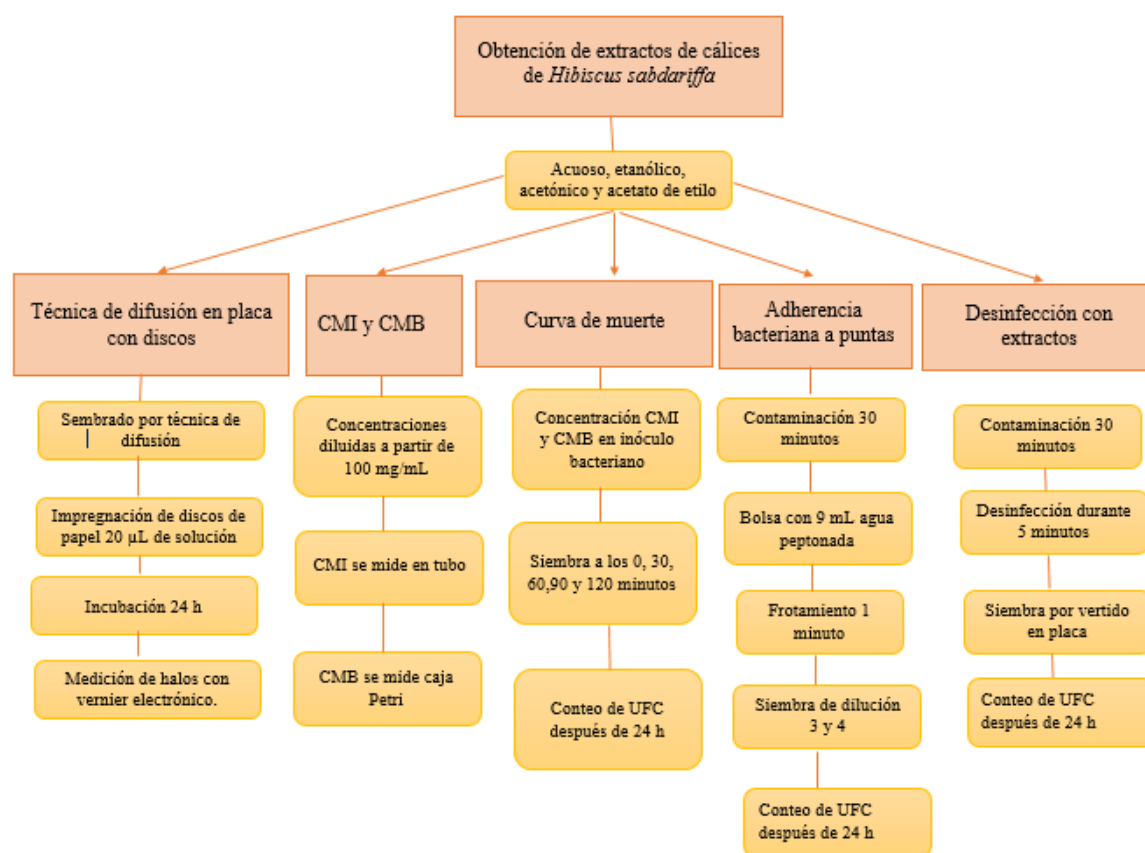 Obtención de extractos de cálices
de Hibiscus sabdariffa
Acuoso, etanólico,
acetónico y acetato de etilo
Técnica de difusión en placa
con discos
Sembrado por técnica de
difusión
Impregnación de discos de
papel 20 µL de solución
Incubación 24 h
Medición de halos con
vernier electrónico.
CMI y CMB
Concentraciones
diluidas a partir de
100 mg/mL
CMI se mide en tubo
CMB se mide caja
Petri
Curva de muerte
Concentración CMI
y CMB en inóculo
bacteriano
Siembra a los 0, 30,
60,90 y 120 minutos
Conteo de UFC
después de 24 h
Adherencia
bacteriana a puntas
Contaminación 30
minutos
Bolsa con 9 mL agua
peptonada
Frotamiento 1
minuto
Siembra de dilución
3 y 4
Conteo de UFC
después de 24 h
Desinfección con
extractos
Contaminación 30
minutos
Desinfección durante
5 minutos
Siembra por vertido
en placa
Conteo de UFC
después de 24 h